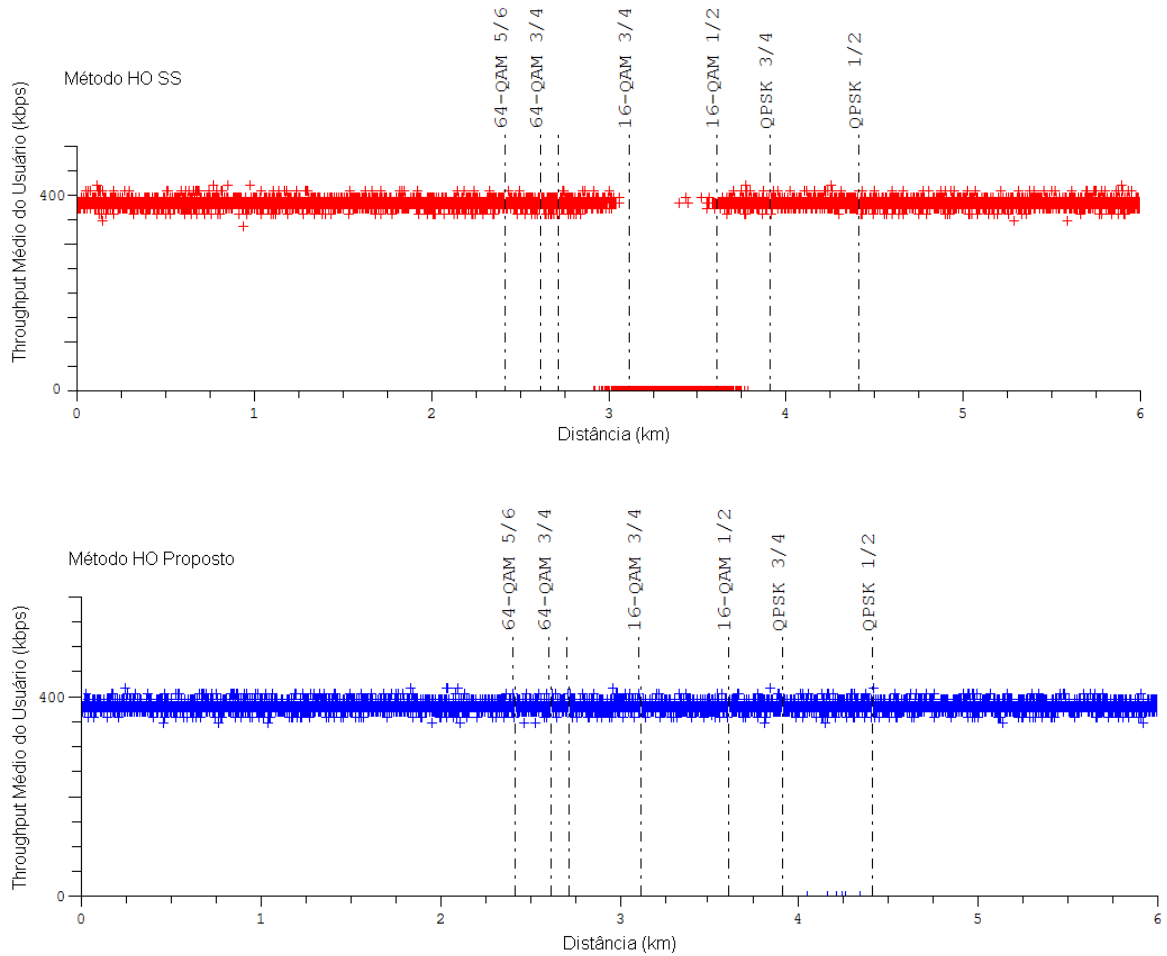 64-QAM 5/6
64-QAM 3/4
16-QAM 3/4
16-QAM 1/2
QPSK 3/4
QPSK 1/2
Método HO SS
Throughput Médio do Usuário (kbps)
400
0
0 1 2 3 4 5 6
Distância (km)
64-QAM 5/6
64-QAM 3/4
16-QAM 3/4
16-QAM 1/2
QPSK 3/4
QPSK 1/2
Método HO Proposto
Throughput Médio do Usuário (kbps)
400
0
0 1 2 3 4 5 6
Distância (km)